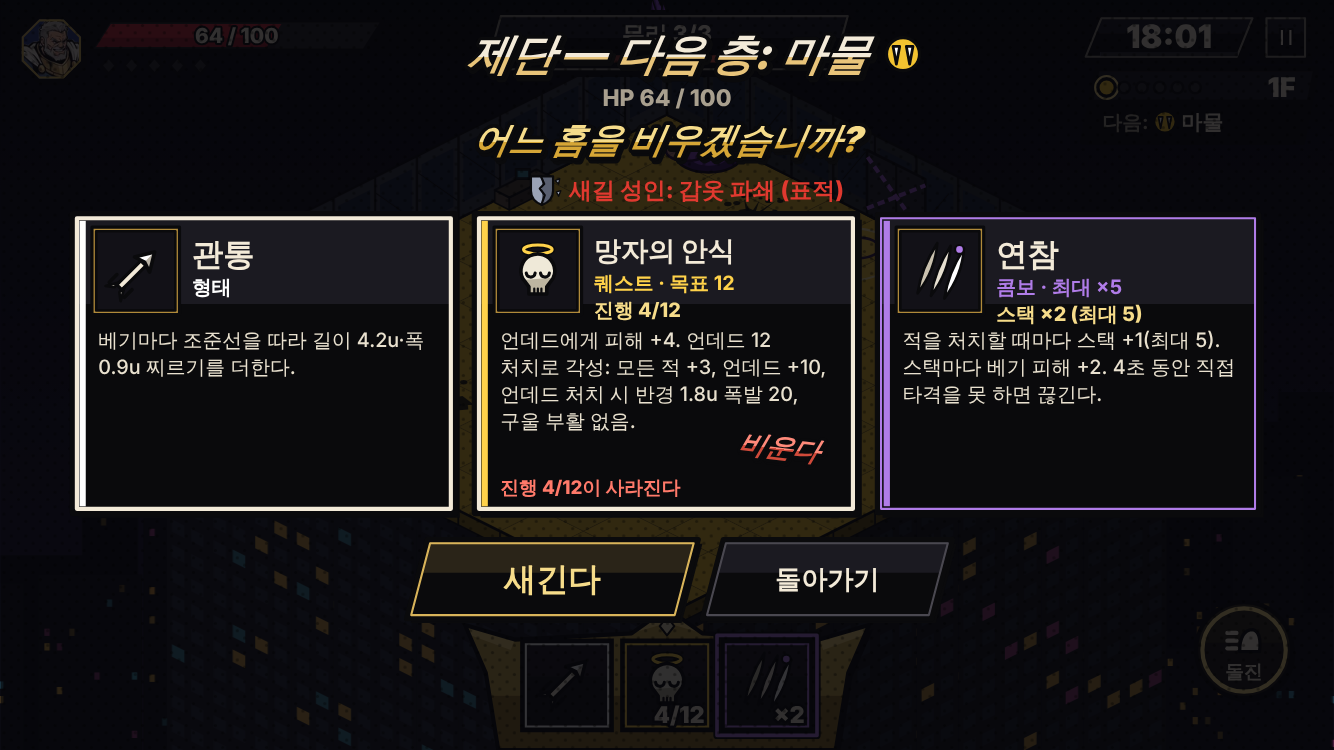 64 / 100
물리 3/3
18:01
제단— 다음 층: 마물
HP 64 / 100
1F
다음: 마물
어느 홈을 비우겠습니까?
새길 성인: 갑옷 파쇄 (표적)
관통
형태
베기마다 조준선을 따라 길이 4.2u·폭
0.9u 찌르기를 더한다.
망자의 안식
퀘스트 · 목표 12
진행 4/12
언데드에게 피해 +4. 언데드 12
처치로 각성: 모든 적 +3, 언데드 +10,
언데드 처치 시 반경 1.8u 폭발 20,
구울 부활 없음.
비운다
진행 4/12이 사라진다
연참
콤보 · 최대 ×5
스택 ×2 (최대 5)
적을 처치할 때마다 스택 +1(최대 5).
스택마다 베기 피해 +2. 4초 동안 직접
타격을 못 하면 끊긴다.
새긴다
돌아가기
4/12
×2
돌진